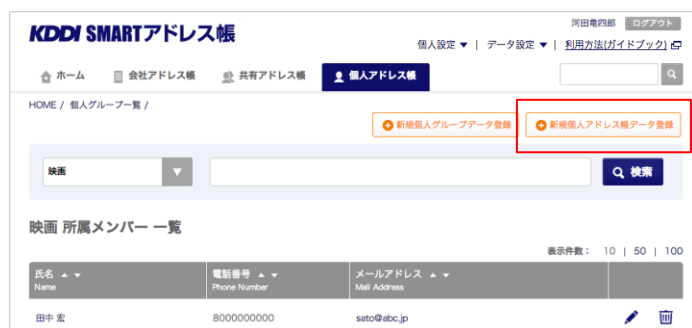 河田竜四郎 ログアウト
KDDI SMARTアドレス帳
個人設定 ▼ | データ設定 ▼ | 利用方法(ガイドブック)
ホーム 会社アドレス帳 共有アドレス帳 個人アドレス帳
HOME / 個人グループ一覧 /
新規個人グループデータ登録 新規個人アドレス帳データ登録
映画 ▼ 検索
映画 所属メンバー 一覧
表示件数： 10 | 50 | 100
氏名 ▲ ▼ 電話番号 ▲ ▼ メールアドレス ▲ ▼
Name Phone Number Mail Address
田中 宏 8000000000 sato@abc.jp